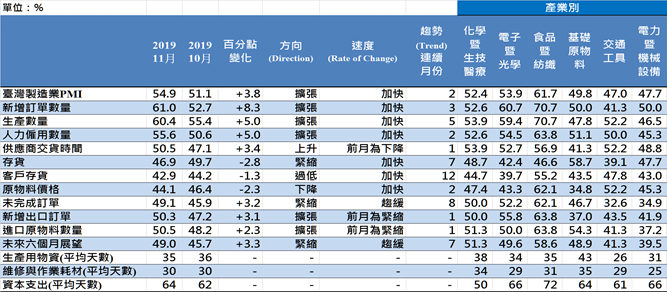 單位：%
產業別
2019
11月
2019
10月
百分點
變化
方向
(Direction)
速度
(Rate of Change)
趨勢
(Trend)
連續
月份
化學
暨
生技
醫療
電子
暨
光學
食品
暨
紡織
基礎
原物
料
交通
工具
電力
暨
機械
設備
臺灣製造業PMI 54.9 51.1 +3.8 擴張 加快 2 52.4 53.9 61.7 49.8 47.0 47.7
新增訂單數量 61.0 52.7 +8.3 擴張 加快 3 52.6 60.7 70.7 50.0 41.3 50.0
生產數量 60.4 55.4 +5.0 擴張 加快 5 53.9 59.4 70.7 47.8 52.2 46.5
人力僱用數量 55.6 50.6 +5.0 擴張 加快 2 52.6 54.5 63.8 51.1 50.0 45.3
供應商交貨時間 50.5 47.1 +3.4 上升 前月為下降 1 53.9 52.7 56.9 41.3 52.2 48.8
存貨 46.9 49.7 -2.8 緊縮 加快 7 48.7 42.4 46.6 58.7 39.1 47.7
客戶存貨 42.9 44.2 -1.3 過低 加快 12 44.7 39.7 55.2 43.5 47.8 43.0
原物料價格 44.1 46.4 -2.3 下降 加快 2 47.4 43.3 62.1 34.8 52.2 45.3
未完成訂單 49.1 45.9 +3.2 緊縮 趨緩 8 50.0 52.2 62.1 46.7 32.6 34.9
新增出口訂單 50.3 47.2 +3.1 擴張 前月為緊縮 1 50.0 55.8 63.8 37.0 43.5 41.9
進口原物料數量 50.5 48.2 +2.3 擴張 前月為緊縮 1 51.3 50.0 63.8 54.3 41.3 37.2
未來六個月展望 49.0 45.7 +3.3 緊縮 趨緩 7 51.3 49.6 58.6 48.9 41.3 39.5
生產用物資(平均天數) 35 36 - - - - 38 34 35 43 26 31
維修與作業耗材(平均天數) 30 30 - - - - 34 29 31 35 29 25
資本支出(平均天數) 64 62 - - - - 50 66 72 64 61 66